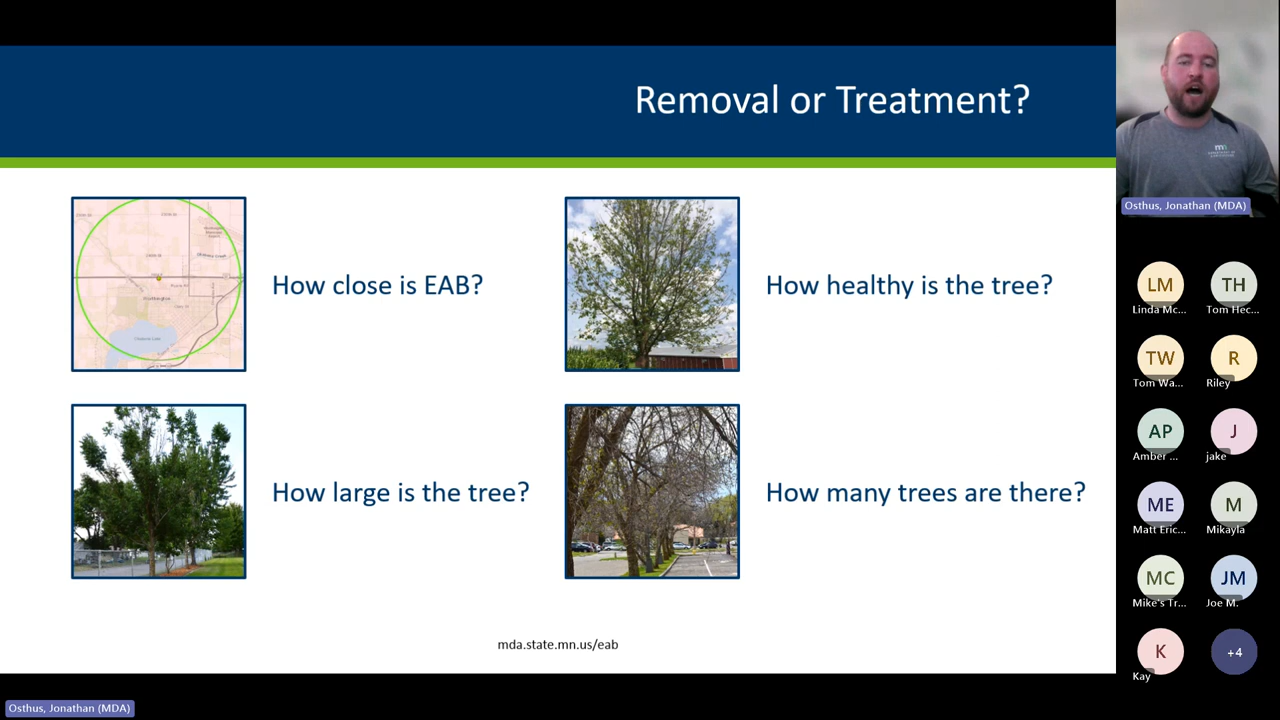 Removal or Treatment?
How close is EAB?
How healthy is the tree?
How large is the tree?
How many trees are there?
mda.state.mn.us/eab
Osthus, Jonathan (MDA)
LM
Linda Mc...
TH
Tom Hec...
TW
Tom Wa...
R
Riley
AP
Amber ...
J
jake
ME
Matt Eric...
M
Mikayla
MC
Mike's Tr...
JM
Joe M.
K
Kay
+4
Osthus, Jonathan (MDA)